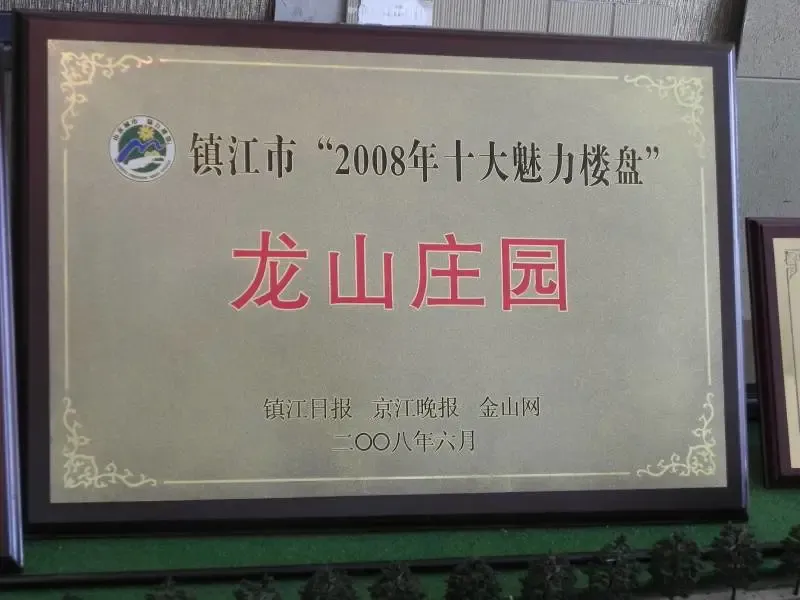 镇江市“2008年十大魅力楼盘”
龙山庄园
镇江日报 京江晚报 金山网
二〇〇八年六月